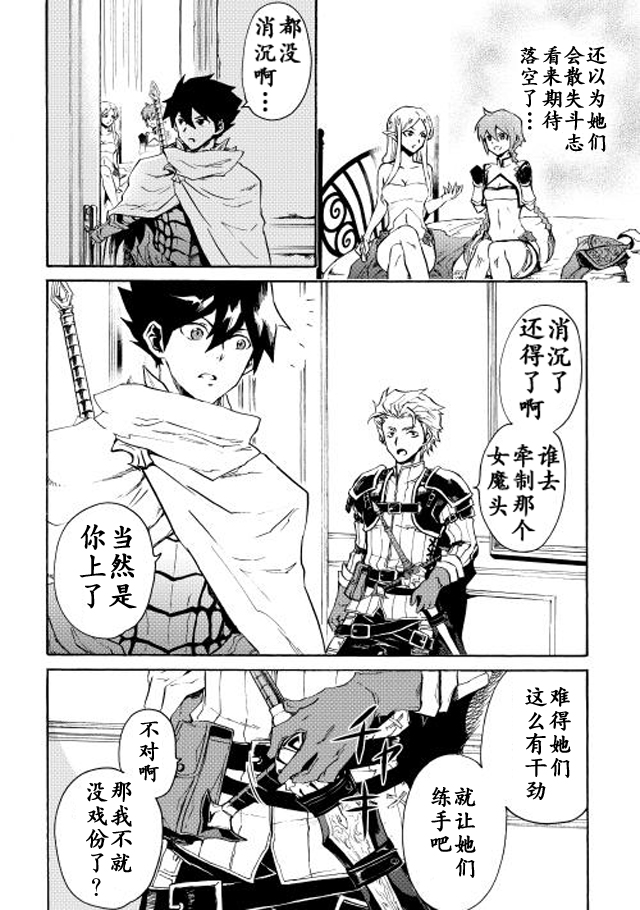 还以为她们
会散失斗志
看来期待
落空了…
都没
消沉啊
…
消沉了
还得了啊
谁去
牵制那个
女魔头
当然是
你上了
难得她们
这么有干劲
就让她们
练手吧
チャッ
不对啊
那我不就
没戏份了？